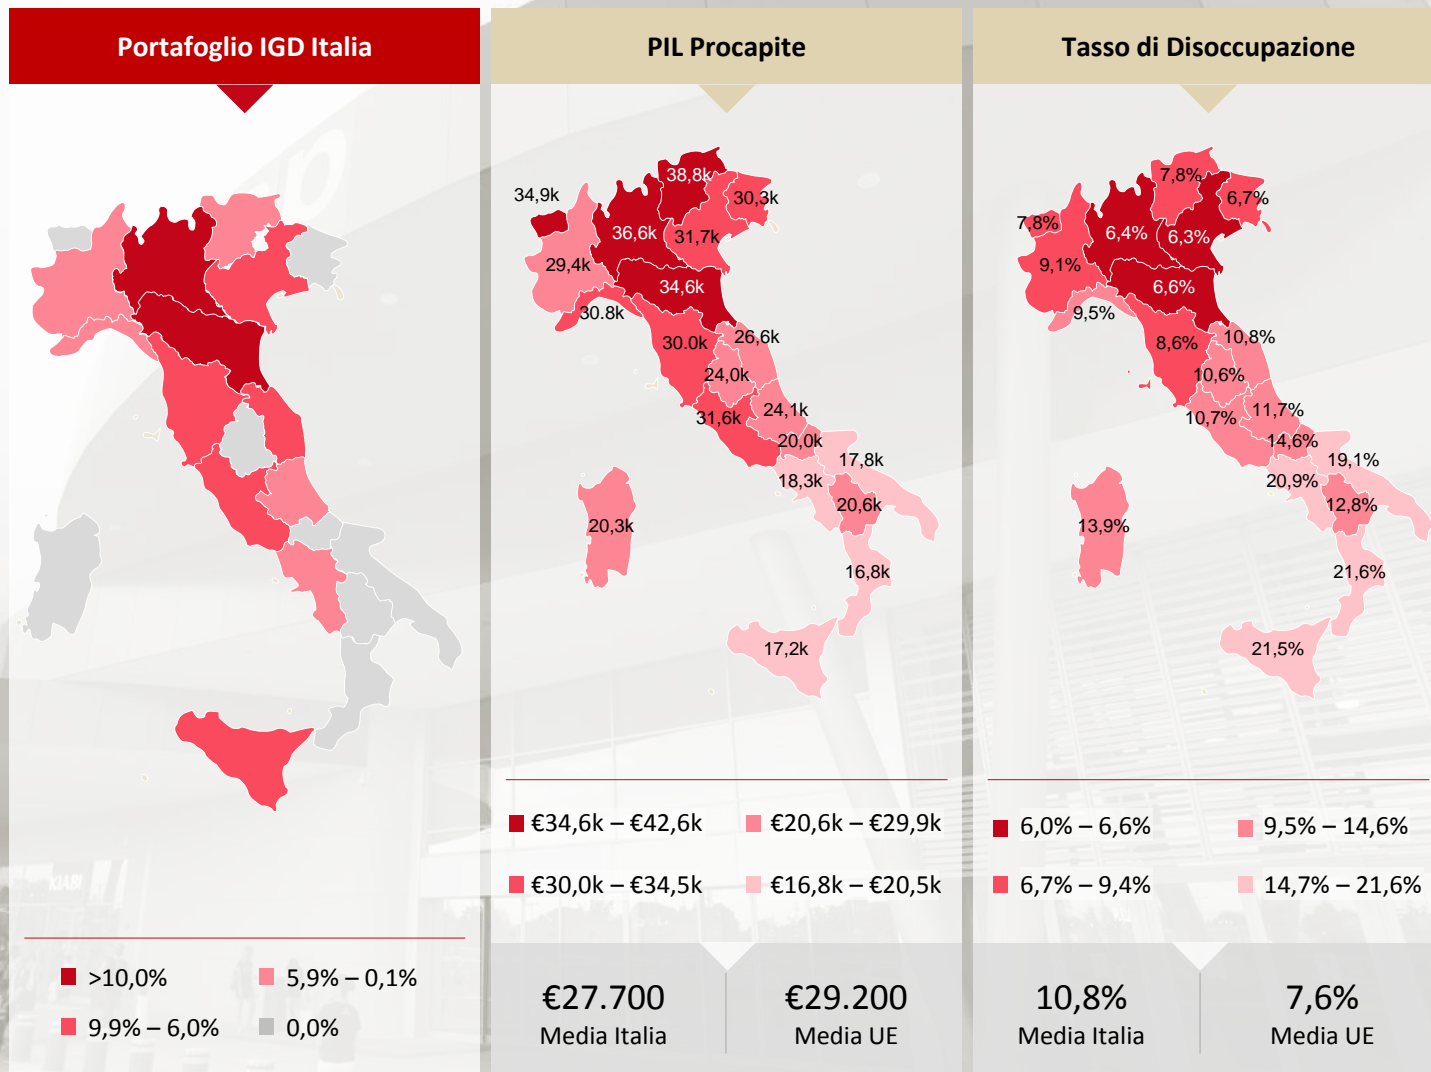 Portafoglio IGD Italia
>10,0%
5,9% – 0,1%
9,9% – 6,0%
0,0%
KIABI
PIL Procapite
38,8k
34,9k
30,3k
36,6k
31,7k
29,4k
34,6k
30.8k
26,6k
30.0k
24,0k
24,1k
31,6k
20,0k
17,8k
18,3k
20,6k
20,3k
16,8k
17,2k
€34,6k – €42,6k
€20,6k – €29,9k
€30,0k – €34,5k
€16,8k – €20,5k
€27.700
Media Italia
€29.200
Media UE
Tasso di Disoccupazione
7,8%
6,7%
7,8%
6,4%
6,3%
9,1%
6,6%
9,5%
10,8%
8,6%
10,6%
11,7%
10,7%
14,6%
19,1%
20,9%
12,8%
13,9%
21,6%
21,5%
6,0% – 6,6%
9,5% – 14,6%
6,7% – 9,4%
14,7% – 21,6%
10,8%
Media Italia
7,6%
Media UE